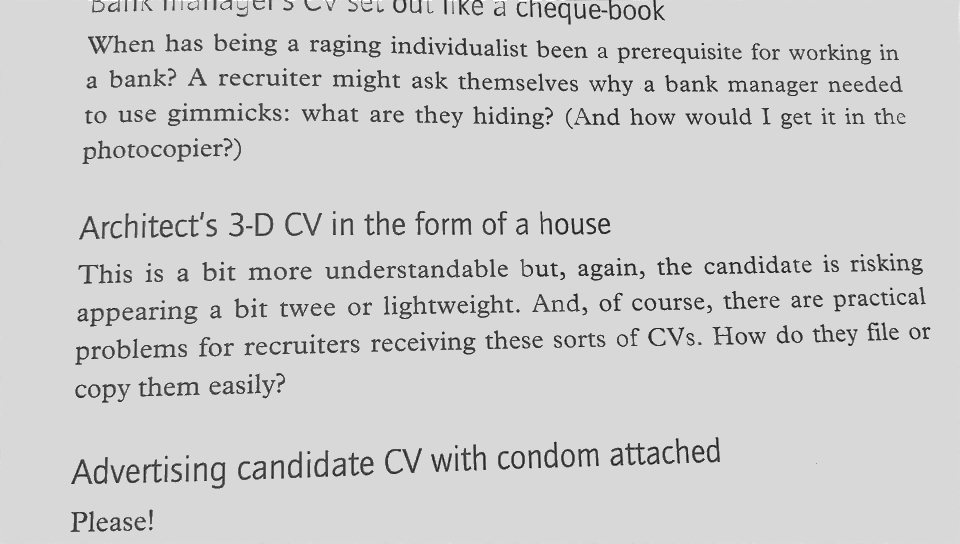 Bank manager's CV set out like a cheque-book
When has being a raging individualist been a prerequisite for working in
a bank? A recruiter might ask themselves why a bank manager needed
to use gimmicks: what are they hiding? (And how would I get it in the
photocopier?)
Architect's 3-D CV in the form of a house
This is a bit more understandable but, again, the candidate is risking
appearing a bit twee or lightweight. And, of course, there are practical
problems for recruiters receiving these sorts of CVs. How do they file or
copy them easily?
Advertising candidate CV with condom attached
Please!